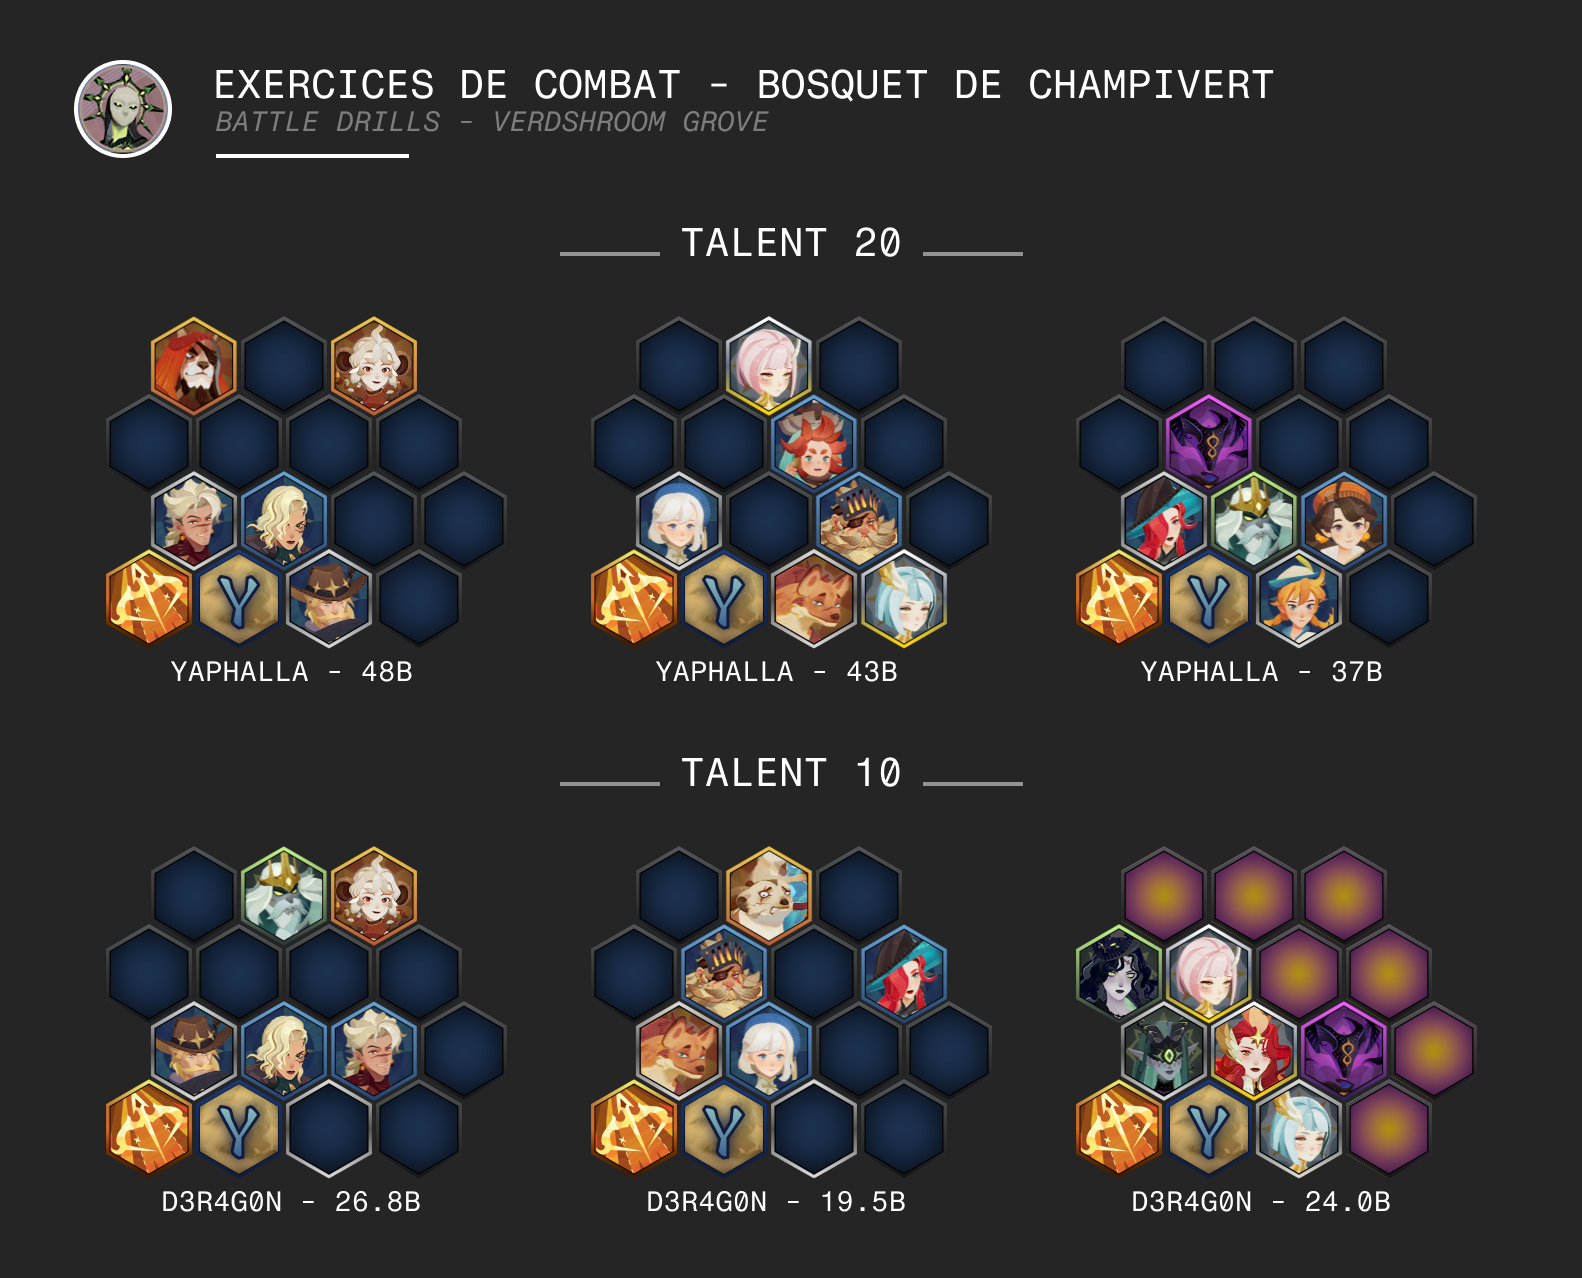 EXERCICES DE COMBAT - BOSQUET DE CHAMPIVERT
BATTLE DRILLS - VERDSHROOM GROVE
TALENT 20
YAPHALLA - 48B
YAPHALLA - 43B
YAPHALLA - 37B
TALENT 10
D3R4G0N - 26.8B
D3R4G0N - 19.5B
D3R4G0N - 24.0B